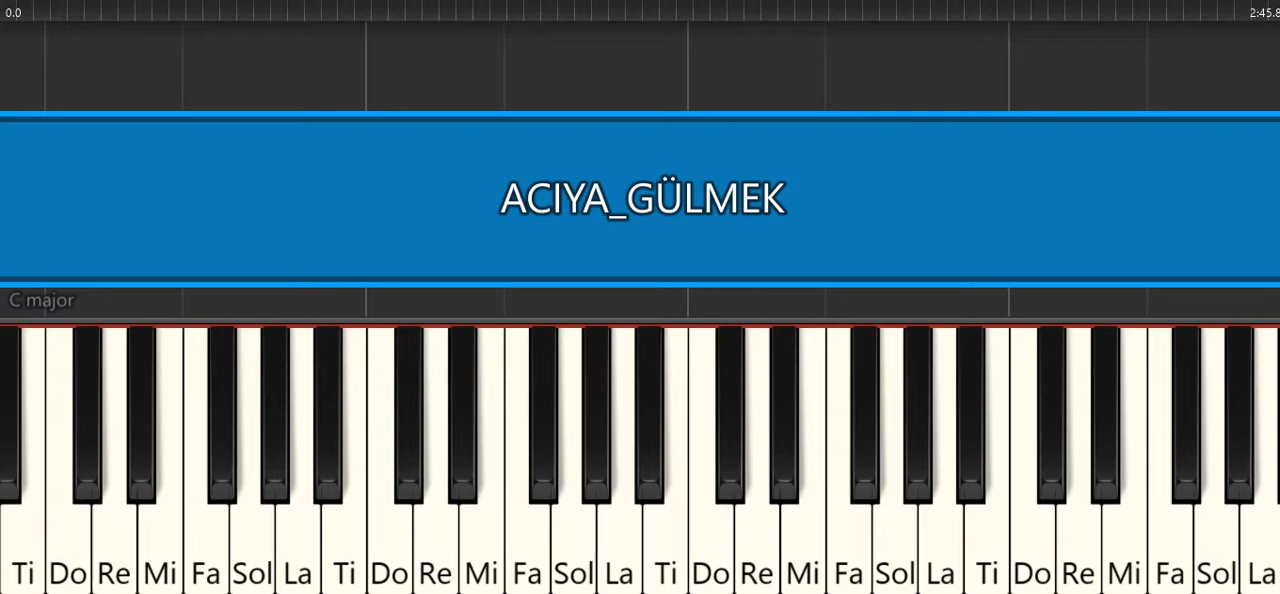 0.0 2:45.8
ACIYA_GÜLMEK
C major
Ti Do Re Mi Fa Sol La Ti Do Re Mi Fa Sol La Ti Do Re Mi Fa Sol La Ti Do Re Mi Fa Sol La